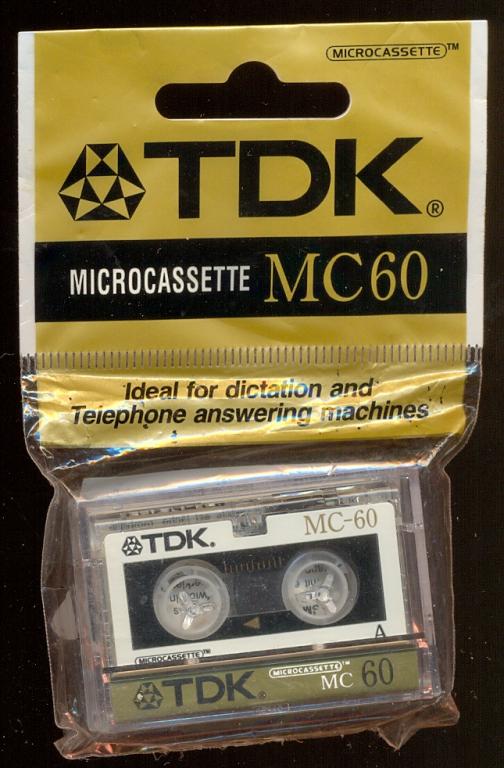 MICROCASSETTE™
TDK®
MICROCASSETTE MC60
Ideal for dictation and
Telephone answering machines
MC-60
TDK.
A
MICROCASSETTE™
MICROCASSETTE™
TDK MC 60